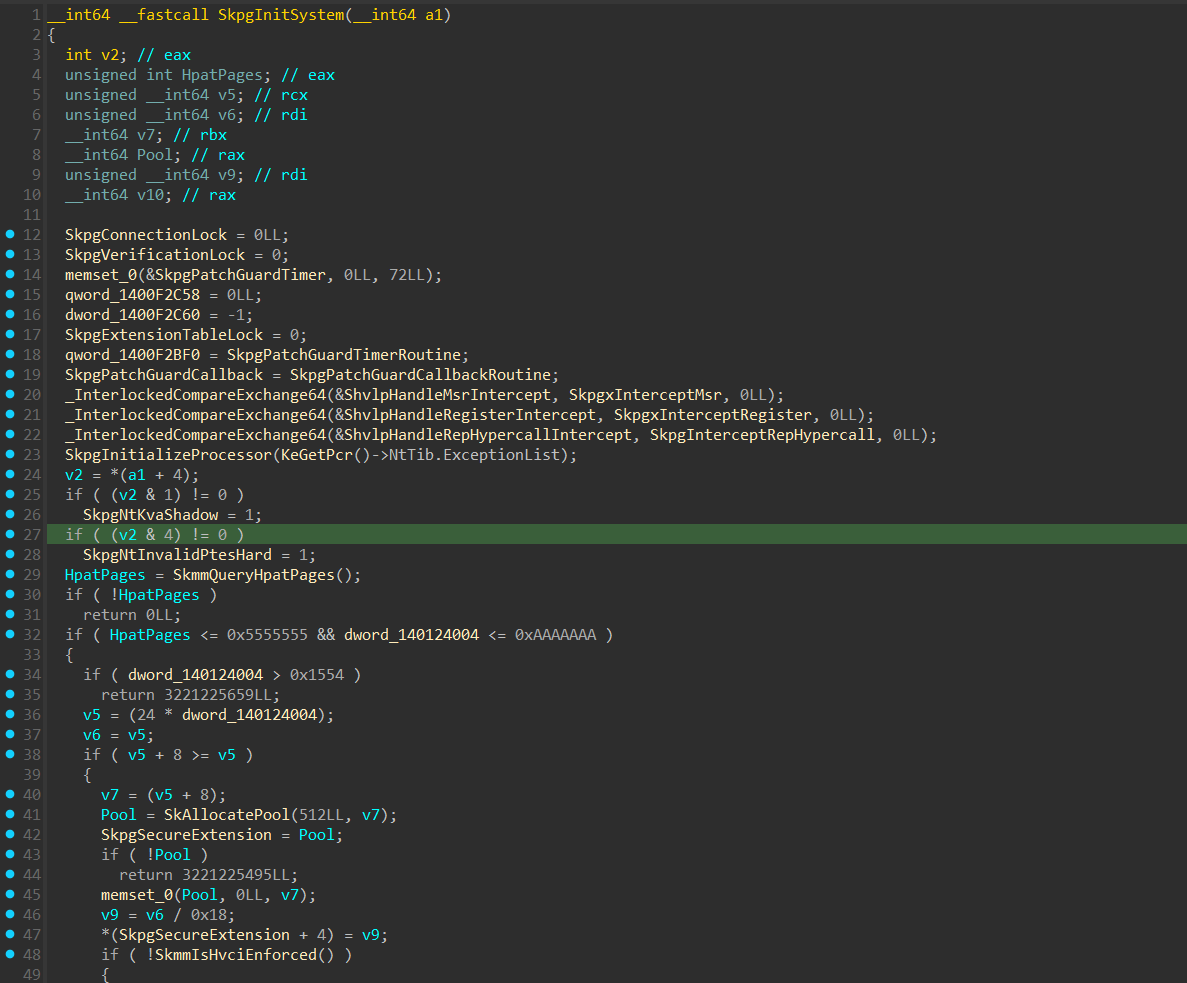 1 __int64 __fastcall SkpgInitSystem(__int64 a1)
2 {
3 int v2; // eax
4 unsigned int HpatPages; // eax
5 unsigned __int64 v5; // rcx
6 unsigned __int64 v6; // rdi
7 __int64 v7; // rbx
8 __int64 Pool; // rax
9 unsigned __int64 v9; // rdi
10 __int64 v10; // rax
11
12 SkpgConnectionLock = 0LL;
13 SkpgVerificationLock = 0;
14 memset_0(&SkpgPatchGuardTimer, 0LL, 72LL);
15 qword_1400F2C58 = 0LL;
16 dword_1400F2C60 = -1;
17 SkpgExtensionTableLock = 0;
18 qword_1400F2BF0 = SkpgPatchGuardTimerRoutine;
19 SkpgPatchGuardCallback = SkpgPatchGuardCallbackRoutine;
20 _InterlockedCompareExchange64(&ShvlpHandleMsrIntercept, SkpgxInterceptMsr, 0LL);
21 _InterlockedCompareExchange64(&ShvlpHandleRegisterIntercept, SkpgxInterceptRegister, 0LL);
22 _InterlockedCompareExchange64(&ShvlpHandleRepHypercallIntercept, SkpgInterceptRepHypercall, 0LL);
23 SkpgInitializeProcessor(KeGetPcr()->NtTib.ExceptionList);
24 v2 = *(a1 + 4);
25 if ( (v2 & 1) != 0 )
26 SkpgNtKvaShadow = 1;
27 if ( (v2 & 4) != 0 )
28 SkpgNtInvalidPtesHard = 1;
29 HpatPages = SkmmQueryHpatPages();
30 if ( !HpatPages )
31 return 0LL;
32 if ( HpatPages <= 0x5555555 && dword_140124004 <= 0xAAAAAAA )
33 {
34 if ( dword_140124004 > 0x1554 )
35 return 3221225659LL;
36 v5 = (24 * dword_140124004);
37 v6 = v5;
38 if ( v5 + 8 >= v5 )
39 {
40 v7 = (v5 + 8);
41 Pool = SkAllocatePool(512LL, v7);
42 SkpgSecureExtension = Pool;
43 if ( !Pool )
44 return 3221225495LL;
45 memset_0(Pool, 0LL, v7);
46 v9 = v6 / 0x18;
47 *(SkpgSecureExtension + 4) = v9;
48 if ( !SkmmIsHvciEnforced() )
49 {